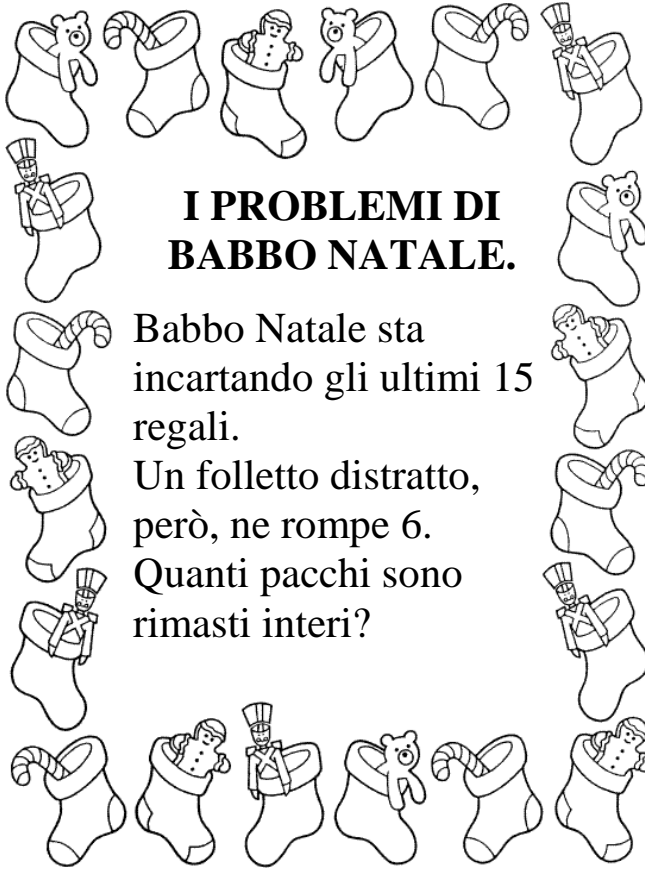 I PROBLEMI DI
BABBO NATALE.
Babbo Natale sta
incartando gli ultimi 15
regali.
Un folletto distratto,
però, ne rompe 6.
Quanti pacchi sono
rimasti interi?